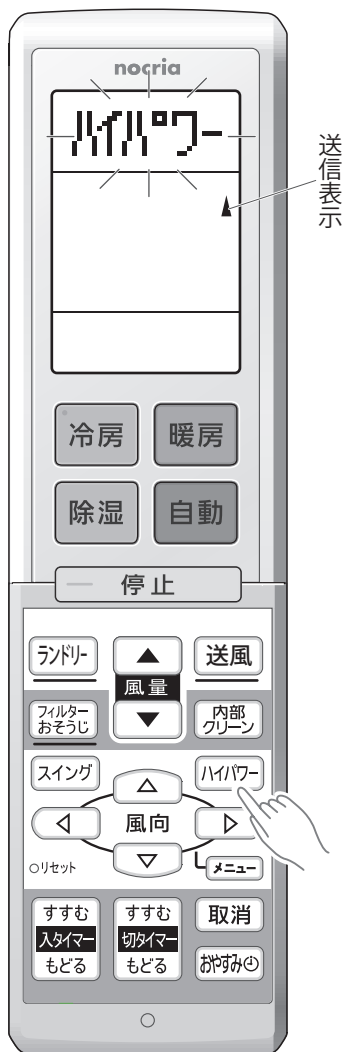 nocria
ハイパワー
送信表示
冷房
暖房
除湿
自動
停止
ランドリー
▲
送風
風量
フィルター
おそうじ
▼
内部
クリーン
スイング
△
ハイパワー
◁
風向
▷
○リセット
▽
メニュー
すすむ
すすむ
取消
入タイマー
切タイマー
もどる
もどる
おやすみ